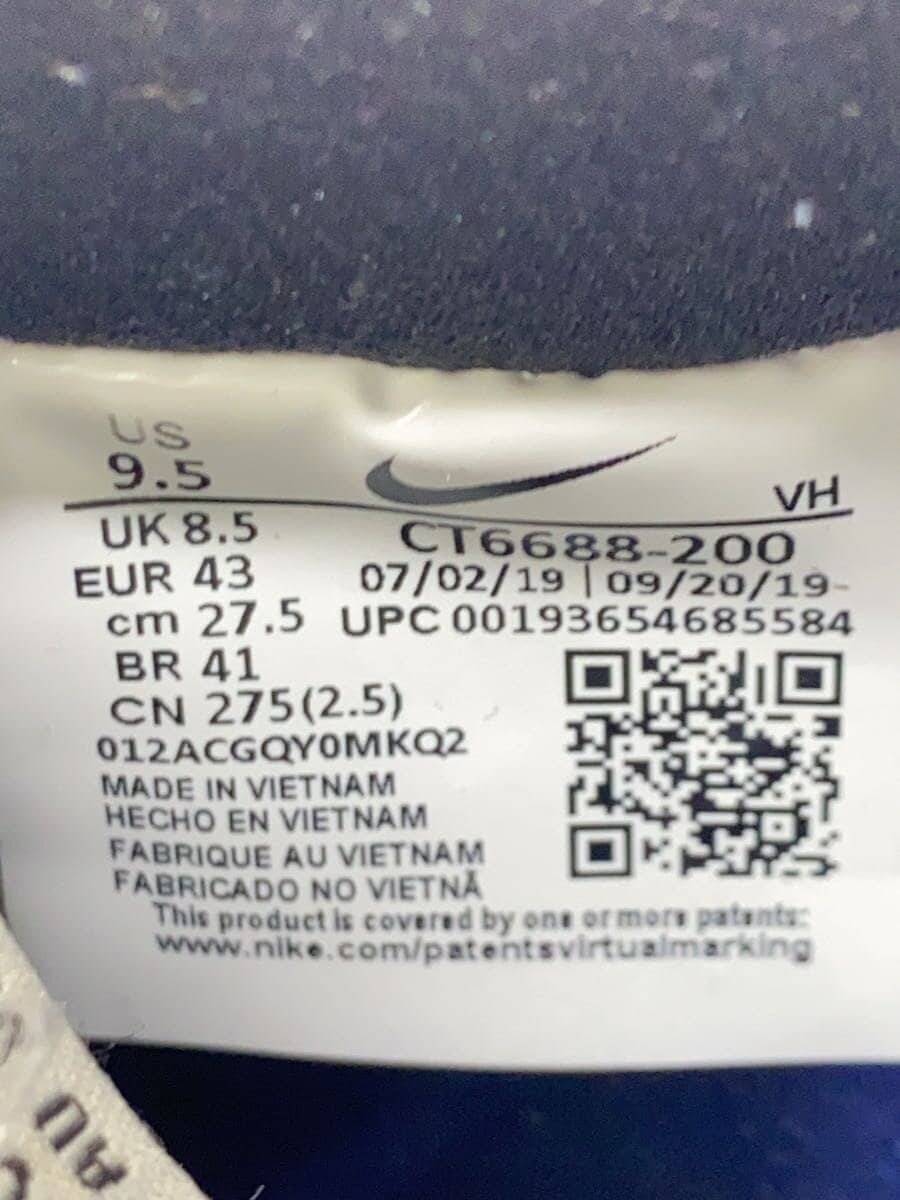 US
9.5
VH
UK 8.5
CT6688-200
EUR 43
07/02/19 | 09/20/19-
cm 27.5
UPC 00193654685584
BR 41
CN 275(2.5)
012ACGQY0MKQ2
MADE IN VIETNAM
HECHO EN VIETNAM
FABRIQUE AU VIETNAM
FABRICADO NO VIETNÃ
This product is covered by one or more patents:
www.nike.com/patentsvirtualmarking
AU